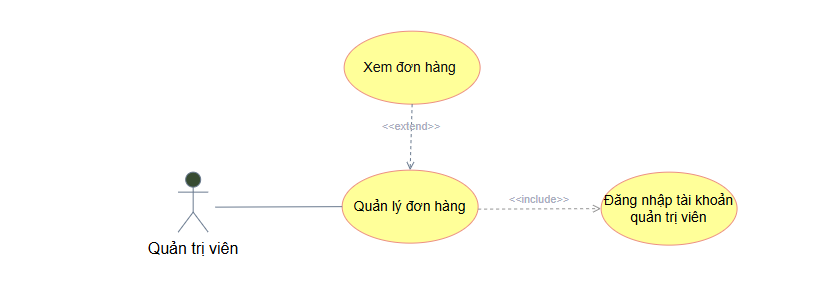 Xem đơn hàng
<<extend>>
Quản lý đơn hàng
<<include>>
Đăng nhập tài khoản
quản trị viên
Quản trị viên